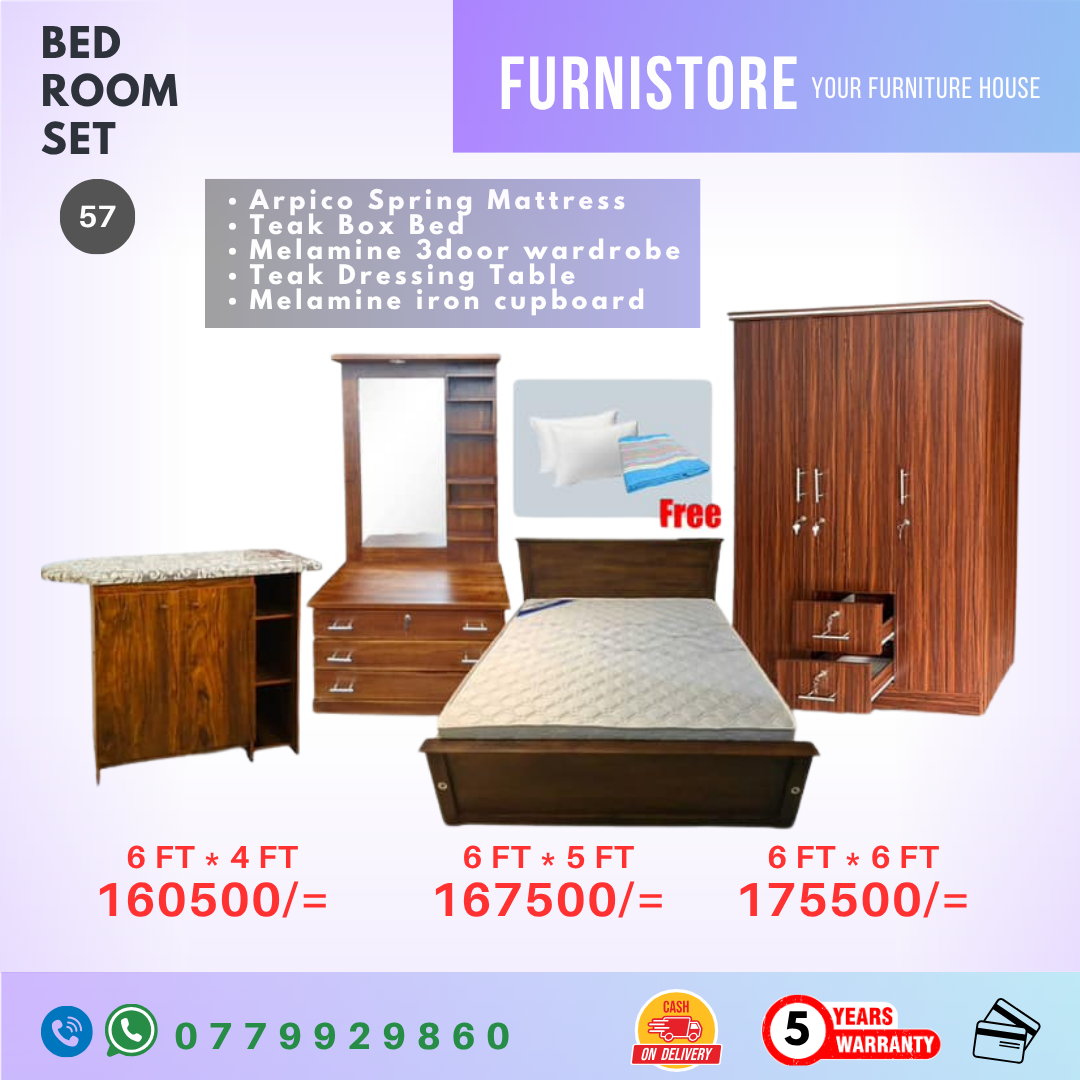 BED
ROOM
SET
FURNISTORE YOUR FURNITURE HOUSE
57
• Arpico Spring Mattress
• Teak Box Bed
• Melamine 3door wardrobe
• Teak Dressing Table
• Melamine iron cupboard
Free
6 FT * 4 FT
160500/=
6 FT * 5 FT
167500/=
6 FT * 6 FT
175500/=
0779929860
CASH
ON DELIVERY
5 YEARS
WARRANTY